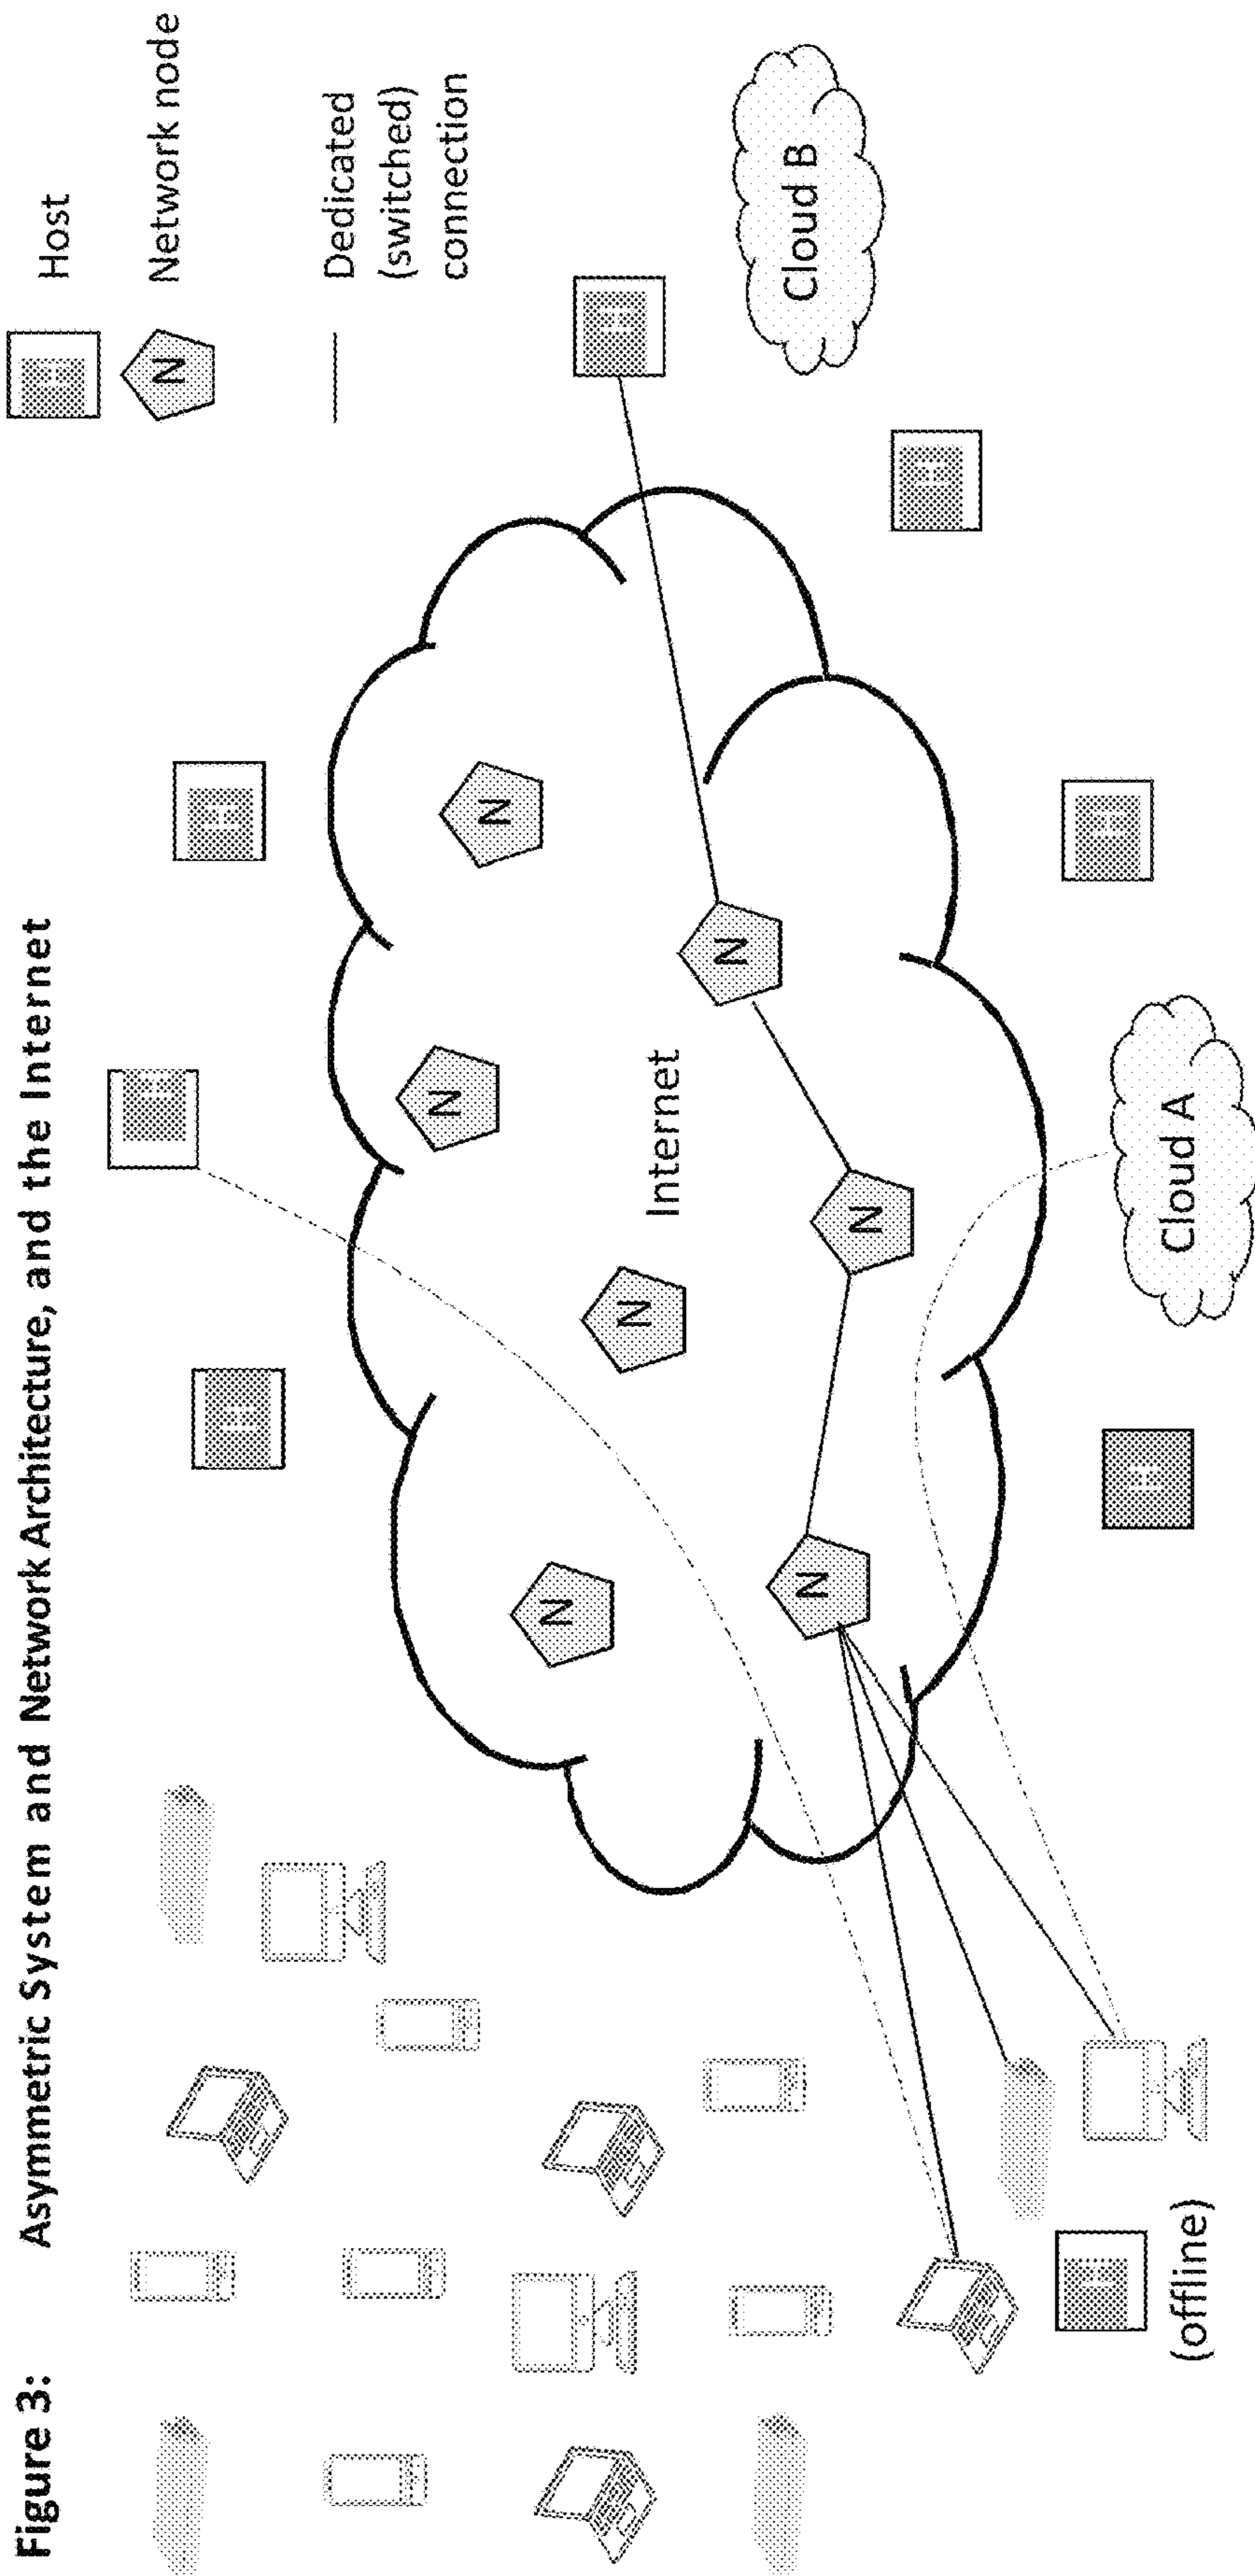 Figure 3: Asymmetric System and Network Architecture, and the Internet
H Host
N Network node
Dedicated
(switched)
connection
H
H
H
H
N
N
N
N
N
N
N
Internet
H
H
H
Cloud B
Cloud A
H
(offline)